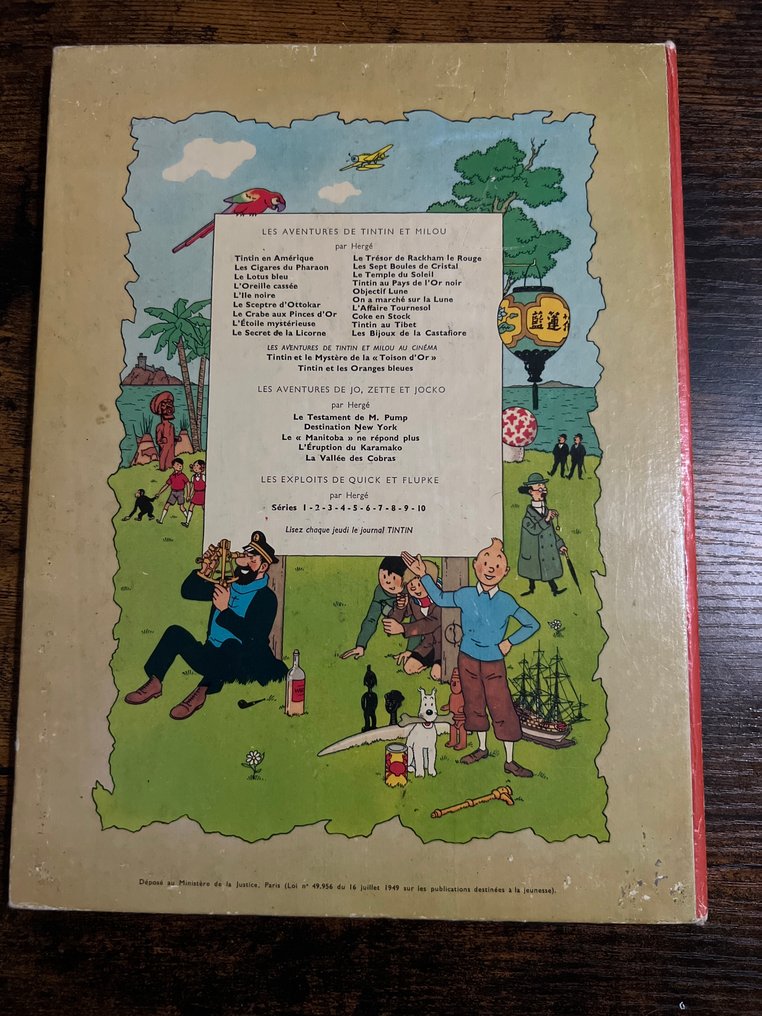 LES AVENTURES DE TINTIN ET MILOU
par Hergé
Tintin en Amérique
Les Cigares du Pharaon
Le Lotus bleu
L'Oreille cassée
L'Ile noire
Le Sceptre d'Ottokar
Le Crabe aux Pinces d'Or
L'Étoile mystérieuse
Le Secret de la Licorne
Le Trésor de Rackham le Rouge
Les Sept Boules de Cristal
Le Temple du Soleil
Tintin au Pays de l'Or noir
Objectif Lune
On a marché sur la Lune
L'Affaire Tournesol
Coke en Stock
Tintin au Tibet
Les Bijoux de la Castafiore
LES AVENTURES DE TINTIN ET MILOU AU CINÉMA
Tintin et le Mystère de la « Toison d'Or »
Tintin et les Oranges bleues
LES AVENTURES DE JO, ZETTE ET JOCKO
par Hergé
Le Testament de M. Pump
Destination New York
Le « Manitoba » ne répond plus
L'Éruption du Karamako
La Vallée des Cobras
LES EXPLOITS DE QUICK ET FLUPKE
par Hergé
Séries 1 - 2 - 3 - 4 - 5 - 6 - 7 - 8 - 9 - 10
Lisez chaque jeudi le journal TINTIN
藍蓮
Déposé au Ministère de la Justice, Paris (Loi n° 49.956 du 16 juillet 1949 sur les publications destinées a la jeunesse).